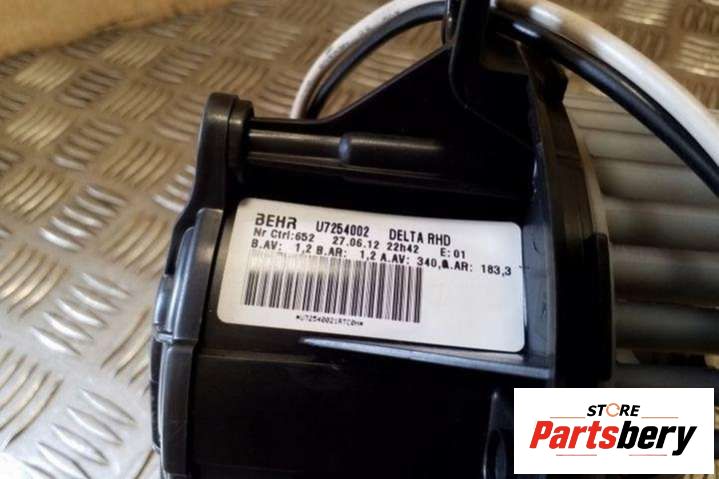 BEHR U7254002 DELTA RHD
Nr Ctrl:652 27.06.12 22h42 E:01
B.AV: 1,2 B.AR: 1,2 A.AV: 340, A.AR: 183,3
*U72540021RTC0H*
STORE
Partsbery